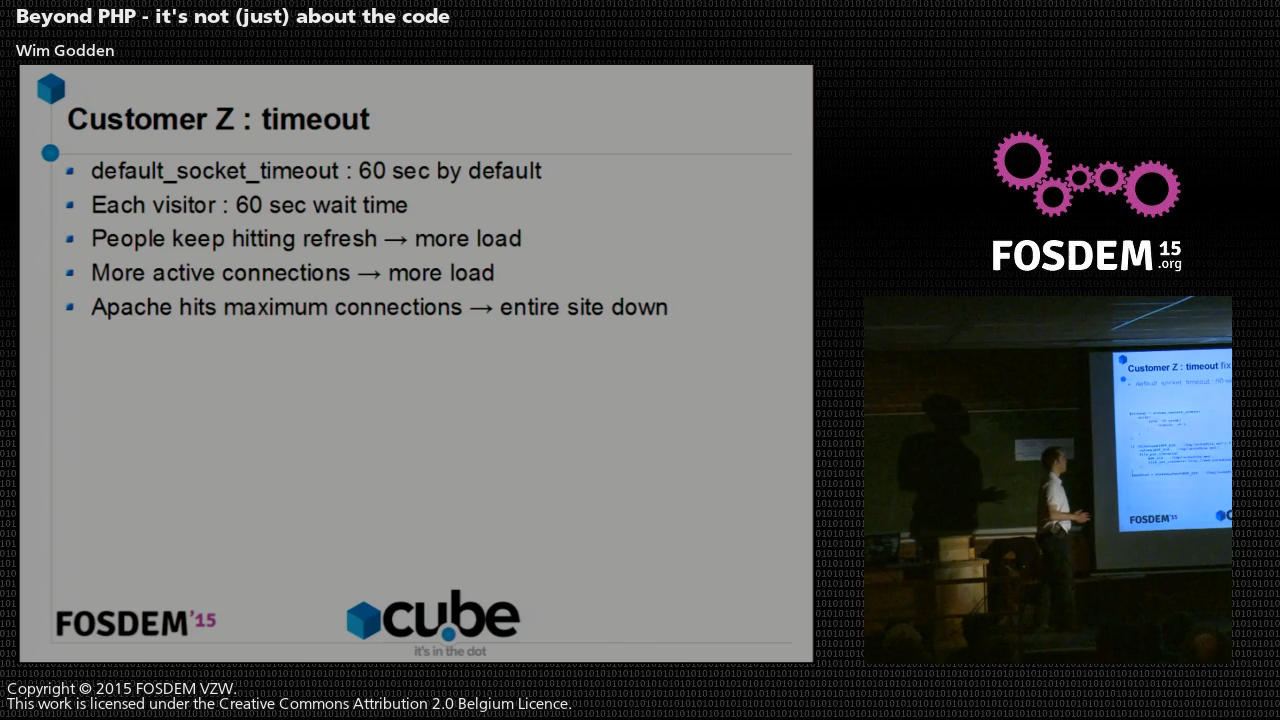 Beyond PHP - it's not (just) about the code
Wim Godden
Customer Z : timeout
default_socket_timeout : 60 sec by default
Each visitor : 60 sec wait time
People keep hitting refresh → more load
More active connections → more load
Apache hits maximum connections → entire site down
FOSDEM'15
cube
it's in the dot
FOSDEM 15
.org
Customer Z : timeout fix
FOSDEM'15
Copyright © 2015 FOSDEM VZW.
This work is licensed under the Creative Commons Attribution 2.0 Belgium Licence.